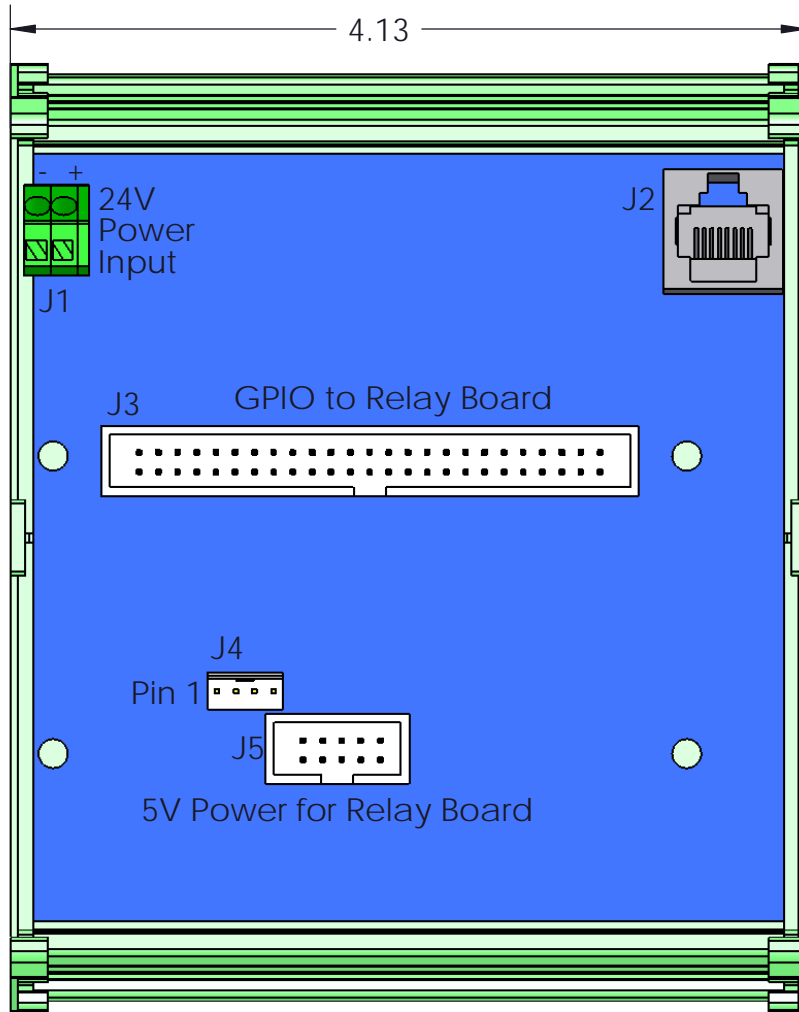 4.13
- +
24V
Power
Input
J1
J2
J3
GPIO to Relay Board
J4
Pin 1
J5
5V Power for Relay Board